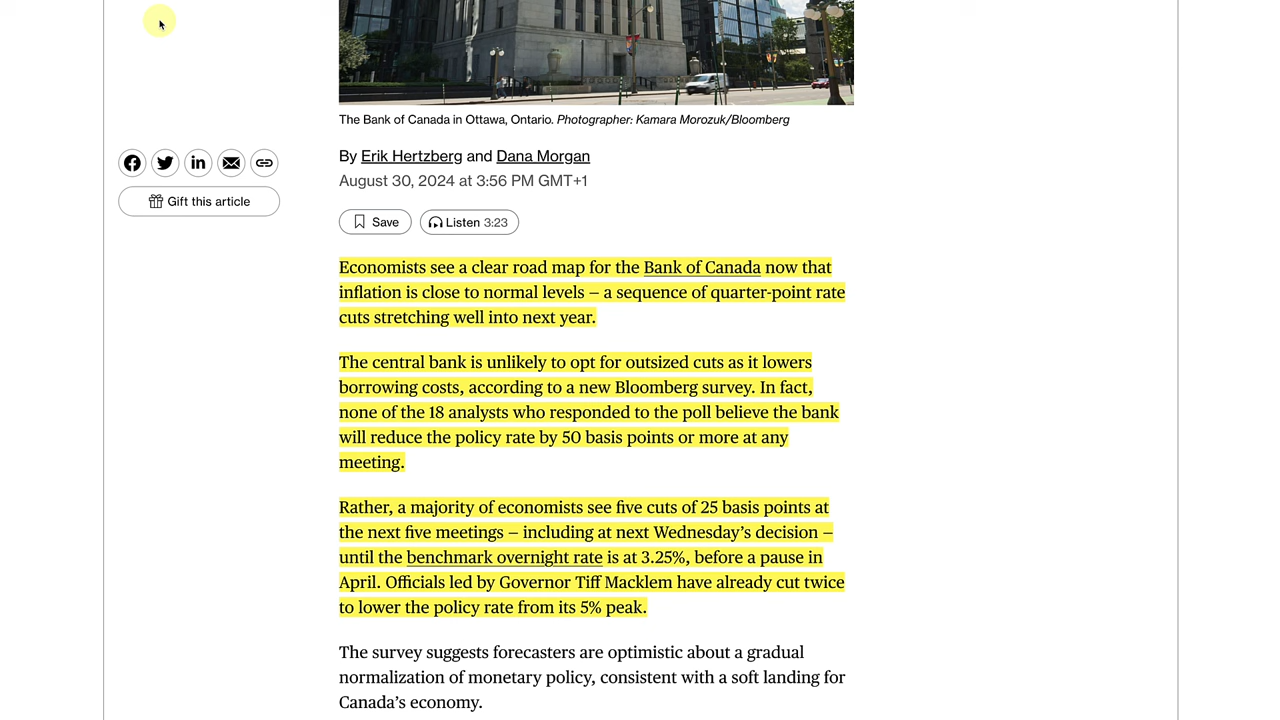 The Bank of Canada in Ottawa, Ontario. Photographer: Kamara Morozuk/Bloomberg
By Erik Hertzberg and Dana Morgan
August 30, 2024 at 3:56 PM GMT+1
Gift this article
Save
Listen 3:23
Economists see a clear road map for the Bank of Canada now that
inflation is close to normal levels – a sequence of quarter-point rate
cuts stretching well into next year.
The central bank is unlikely to opt for outsized cuts as it lowers
borrowing costs, according to a new Bloomberg survey. In fact,
none of the 18 analysts who responded to the poll believe the bank
will reduce the policy rate by 50 basis points or more at any
meeting.
Rather, a majority of economists see five cuts of 25 basis points at
the next five meetings – including at next Wednesday’s decision –
until the benchmark overnight rate is at 3.25%, before a pause in
April. Officials led by Governor Tiff Macklem have already cut twice
to lower the policy rate from its 5% peak.
The survey suggests forecasters are optimistic about a gradual
normalization of monetary policy, consistent with a soft landing for
Canada’s economy.